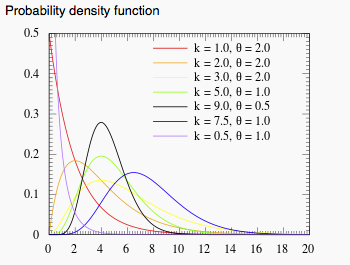 Probability density function
0.5
0.4
0.3
0.2
0.1
0
k = 1.0, θ = 2.0
k = 2.0, θ = 2.0
k = 3.0, θ = 2.0
k = 5.0, θ = 1.0
k = 9.0, θ = 0.5
k = 7.5, θ = 1.0
k = 0.5, θ = 1.0
0 2 4 6 8 10 12 14 16 18 20